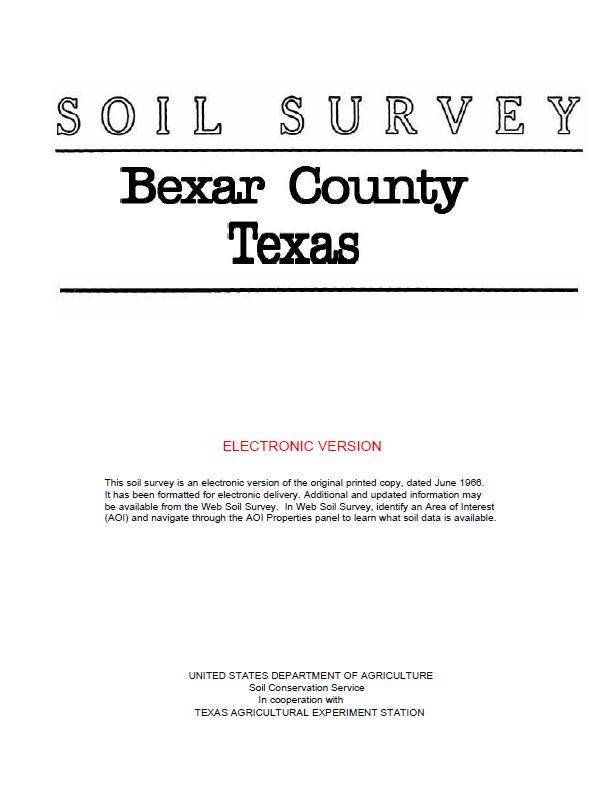 SOIL SURVEY
Bexar County
Texas
ELECTRONIC VERSION
This soil survey is an electronic version of the original printed copy, dated June 1966.
It has been formatted for electronic delivery. Additional and updated information may
be available from the Web Soil Survey. In Web Soil Survey, identify an Area of Interest
(AOI) and navigate through the AOI Properties panel to learn what soil data is available.
UNITED STATES DEPARTMENT OF AGRICULTURE
Soil Conservation Service
In cooperation with
TEXAS AGRICULTURAL EXPERIMENT STATION